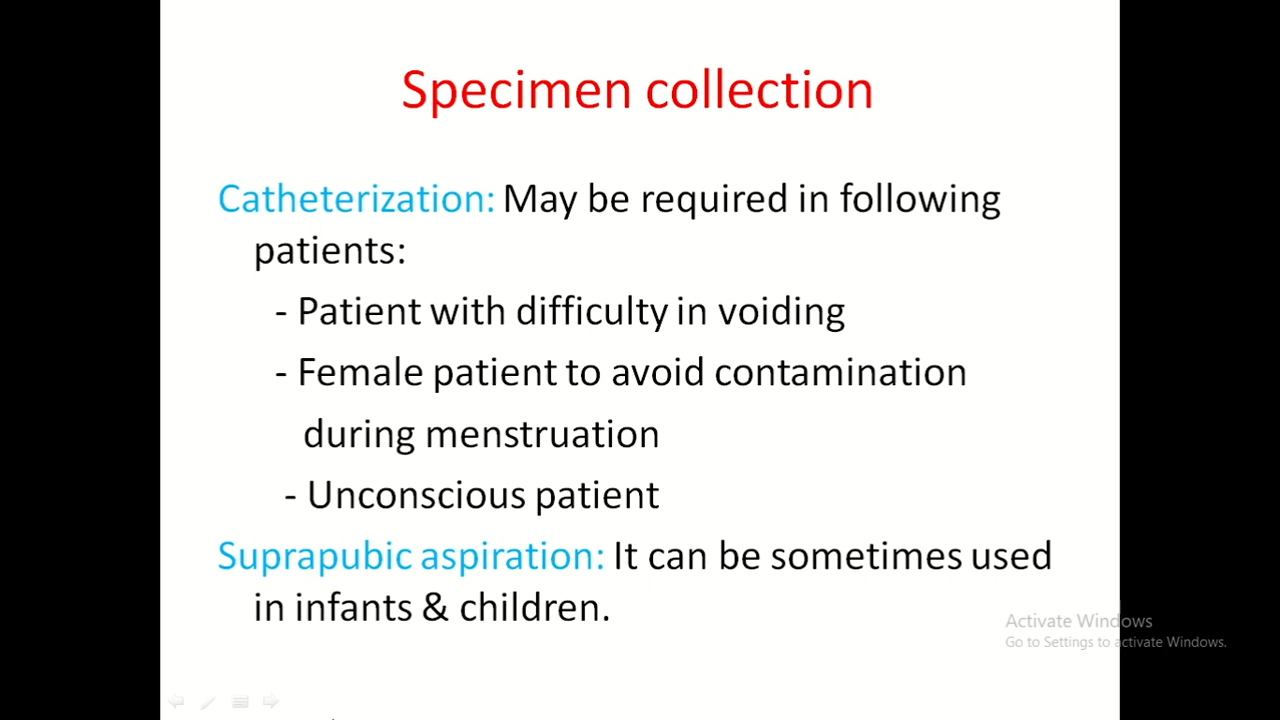 Specimen collection
Catheterization: May be required in following
patients:
- Patient with difficulty in voiding
- Female patient to avoid contamination
during menstruation
- Unconscious patient
Suprapubic aspiration: It can be sometimes used
in infants & children.
Activate Windows
Go to Settings to activate Windows.